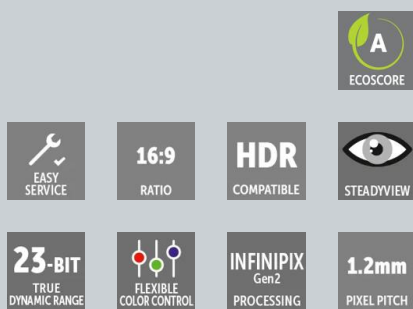 A
ECOSCORE
EASY
SERVICE
16:9
RATIO
HDR
COMPATIBLE
STEADYVIEW
23-BIT
TRUE
DYNAMIC RANGE
FLEXIBLE
COLOR CONTROL
INFINIPIX
Gen2
PROCESSING
1.2mm
PIXEL PITCH